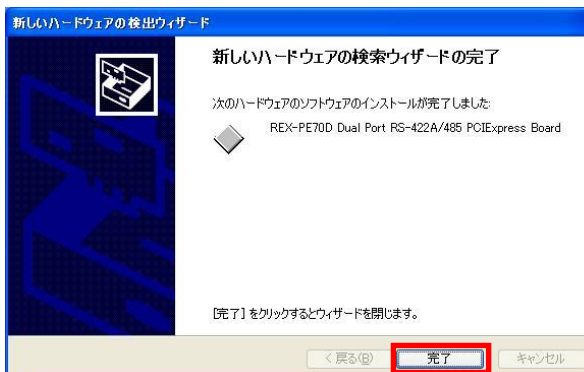 新しいハードウェアの検出ウィザード
新しいハードウェアの検索ウィザードの完了
次のハードウェアのソフトウェアのインストールが完了しました:
REX-PE70D Dual Port RS-422A/485 PCIExpress Board
[完了] をクリックするとウィザードを閉じます。
< 戻る(B) 完了 キャンセル